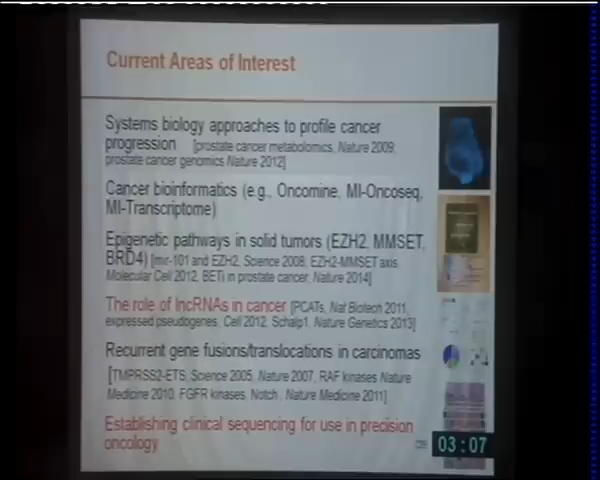 Current Areas of Interest
Systems biology approaches to profile cancer
progression [prostate cancer metabolomics, Nature 2009;
prostate cancer genomics Nature 2012]
Cancer bioinformatics (e.g., Oncomine, MI-Oncoseq,
MI-Transcriptome)
Epigenetic pathways in solid tumors (EZH2, MMSET,
BRD4) [mir-101 and EZH2, Science 2008, EZH2-MMSET axis
Molecular Cell 2012, BETi in prostate cancer, Nature 2014]
The role of lncRNAs in cancer [PCATs, Nat Biotech 2011,
expressed pseudogenes, Cell 2012, Schlap1, Nature Genetics 2013]
Recurrent gene fusions/translocations in carcinomas
[TMPRSS2-ETS, Science 2005, Nature 2007, RAF kinases Nature
Medicine 2010, FGFR kinases, Notch, Nature Medicine 2011]
Establishing clinical sequencing for use in precision
oncology
03:07